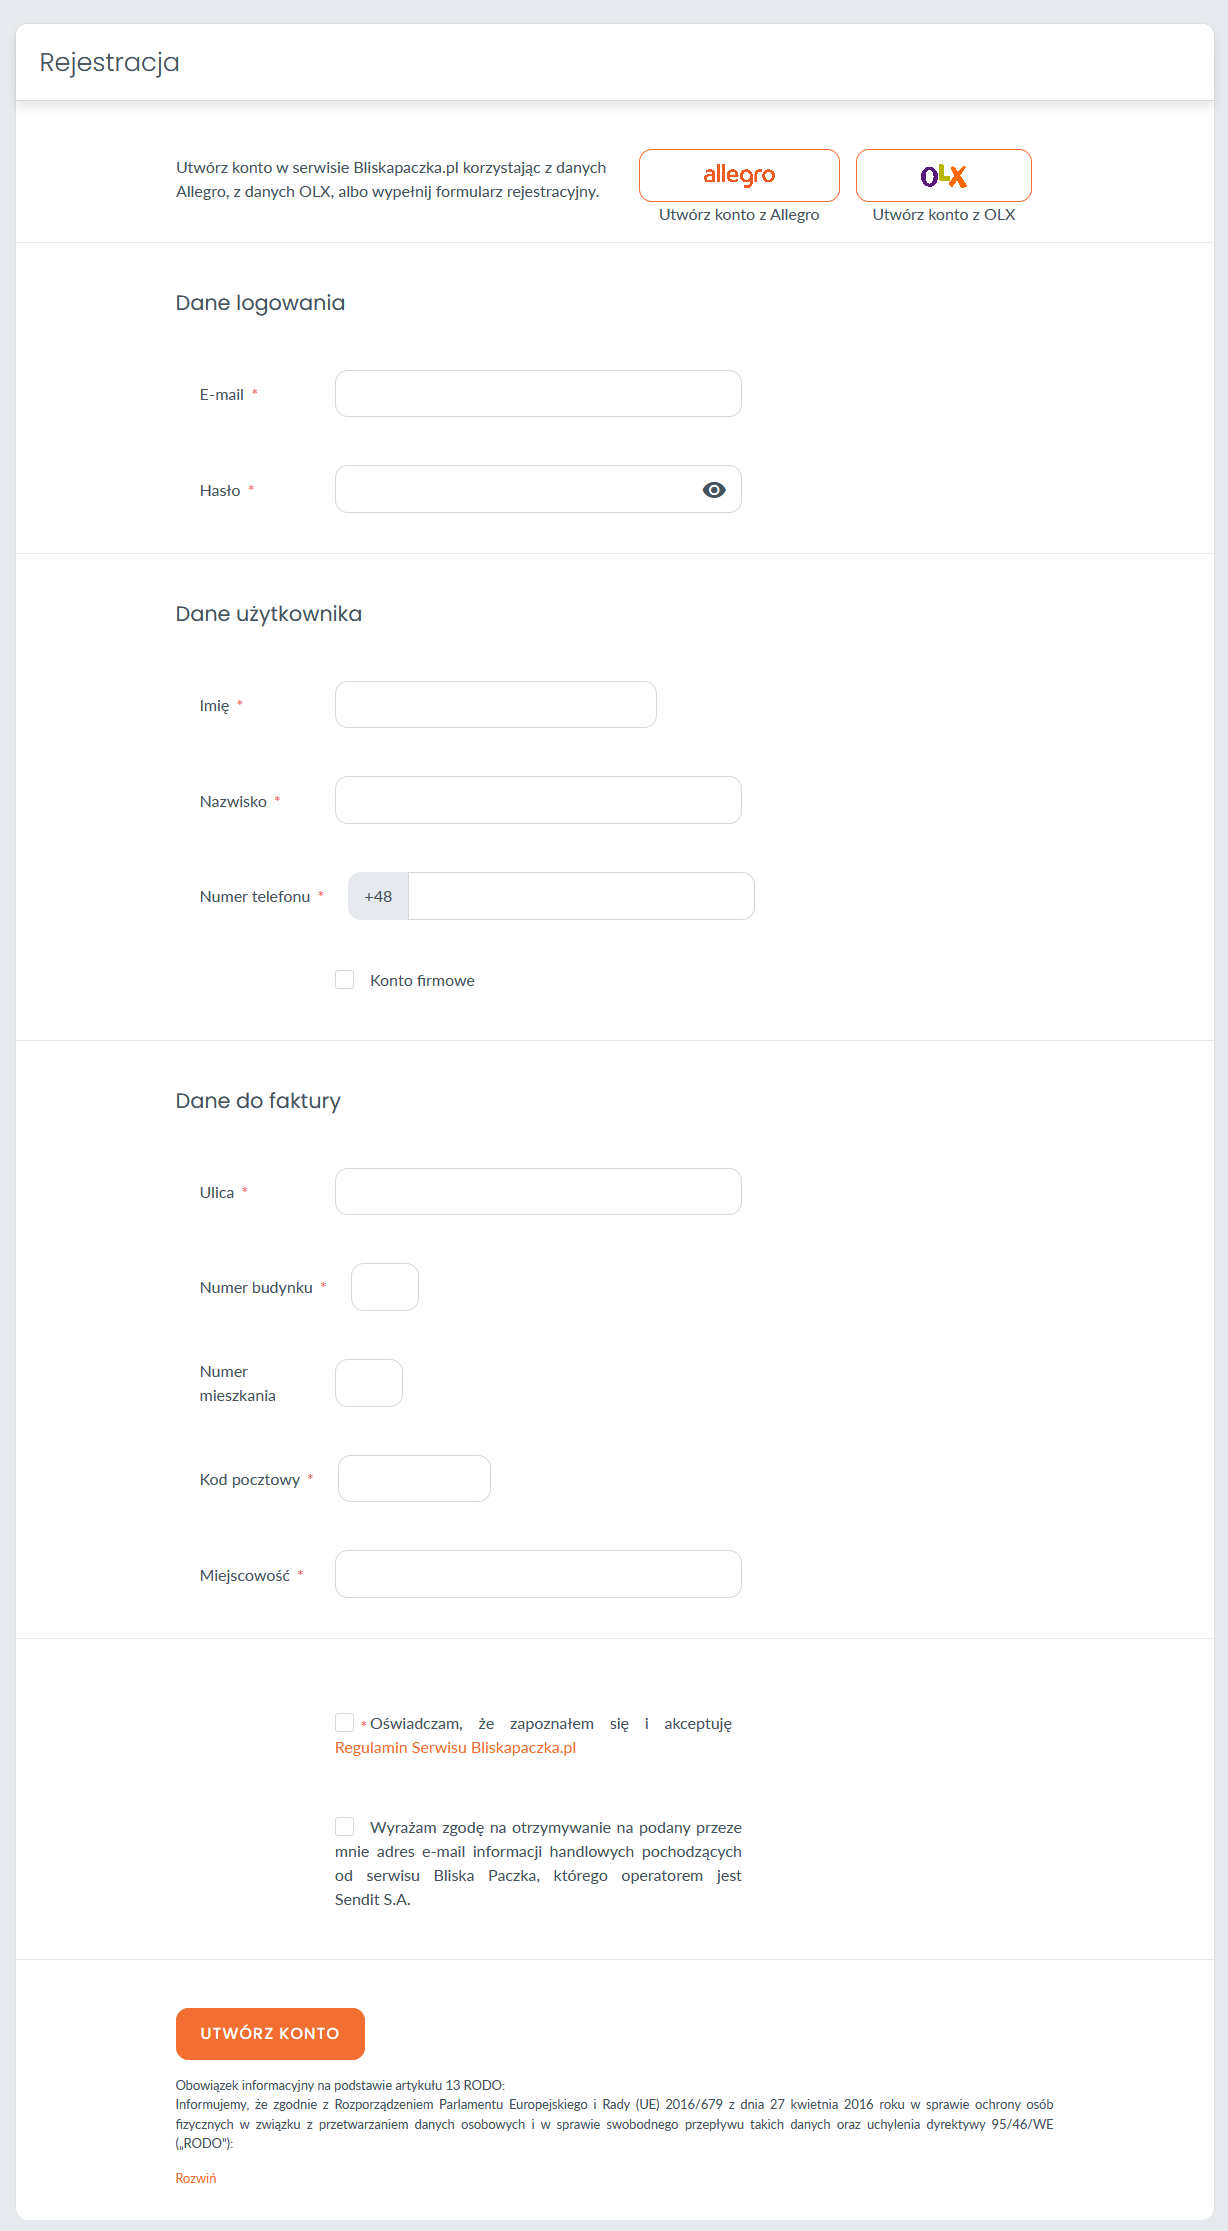 Rejestracja
Utwórz konto w serwisie Bliskapaczka.pl korzystając z danych
Allegro, z danych OLX, albo wypełnij formularz rejestracyjny.
allegro
Utwórz konto z Allegro
OLX
Utwórz konto z OLX
Dane logowania
E-mail *
Hasło *
Dane użytkownika
Imię *
Nazwisko *
Numer telefonu *
+48
Konto firmowe
Dane do faktury
Ulica *
Numer budynku *
Numer
mieszkania
Kod pocztowy *
Miejscowość *
* Oświadczam, że zapoznałem się i akceptuję
Regulamin Serwisu Bliskapaczka.pl
Wyrażam zgodę na otrzymywanie na podany przeze
mnie adres e-mail informacji handlowych pochodzących
od serwisu Bliska Paczka, którego operatorem jest
Sendit S.A.
UTWÓRZ KONTO
Obowiązek informacyjny na podstawie artykułu 13 RODO:
Informujemy, że zgodnie z Rozporządzeniem Parlamentu Europejskiego i Rady (UE) 2016/679 z dnia 27 kwietnia 2016 roku w sprawie ochrony osób
fizycznych w związku z przetwarzaniem danych osobowych i w sprawie swobodnego przepływu takich danych oraz uchylenia dyrektywy 95/46/WE
(„RODO”):
Rozwiń